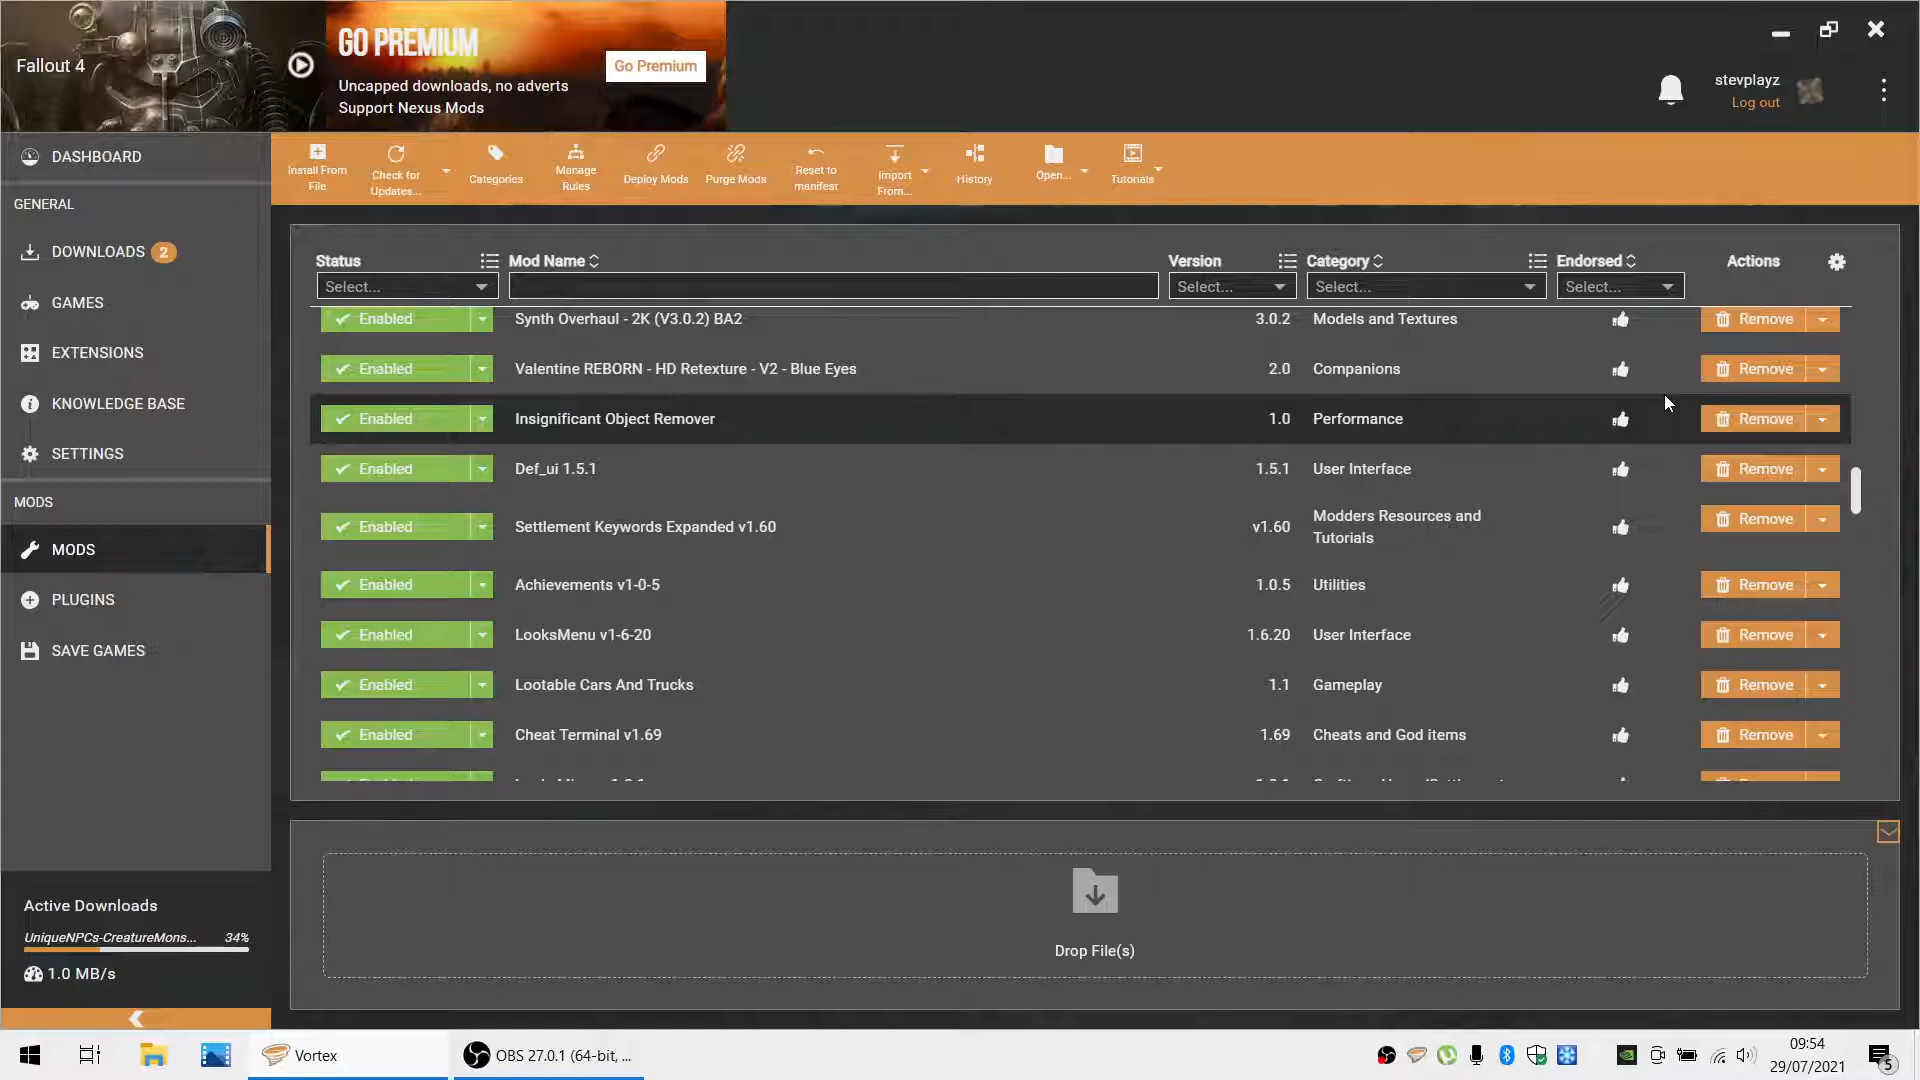 Fallout 4
GO PREMIUM
Uncapped downloads, no adverts
Support Nexus Mods
Go Premium
stevplayz
Log out
DASHBOARD
GENERAL
DOWNLOADS 2
GAMES
EXTENSIONS
KNOWLEDGE BASE
SETTINGS
MODS
MODS
PLUGINS
SAVE GAMES
Active Downloads
UniqueNPCs-CreatureMons... 34%
1.0 MB/s
Install From File
Check for Updates...
Categories
Manage Rules
Deploy Mods
Purge Mods
Reset to manifest
Import From...
History
Open...
Tutorials
Status Mod Name Version Category Endorsed Actions
Select... Select... Select... Select...
Enabled Synth Overhaul - 2K (V3.0.2) BA2 3.0.2 Models and Textures Remove
Enabled Valentine REBORN - HD Retexture - V2 - Blue Eyes 2.0 Companions Remove
Enabled Insignificant Object Remover 1.0 Performance Remove
Enabled Def_ui 1.5.1 1.5.1 User Interface Remove
Enabled Settlement Keywords Expanded v1.60 v1.60 Modders Resources and Tutorials Remove
Enabled Achievements v1-0-5 1.0.5 Utilities Remove
Enabled LooksMenu v1-6-20 1.6.20 User Interface Remove
Enabled Lootable Cars And Trucks 1.1 Gameplay Remove
Enabled Cheat Terminal v1.69 1.69 Cheats and God items Remove
Drop File(s)
Vortex
OBS 27.0.1 (64-bit, ...
09:54
29/07/2021
5